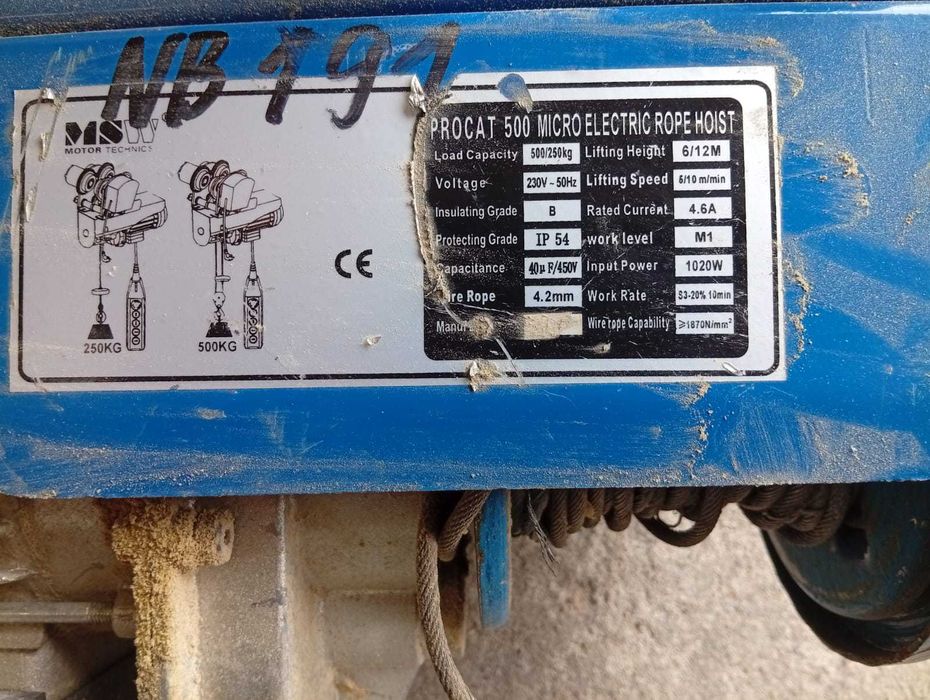 NB 191
MSW
MOTOR TECHNICS
250KG
500KG
CE
PROCAT 500 MICRO ELECTRIC ROPE HOIST
Load Capacity 500/250kg Lifting Height 6/12M
Voltage 230V~50Hz Lifting Speed 5/10 m/min
Insulating Grade B Rated Current 4.6A
Protecting Grade IP 54 work level M1
Capacitance 40μF/450V Input Power 1020W
Rope 4.2mm Work Rate S3-20% 10min
Wire rope Capability ≥1870N/mm²